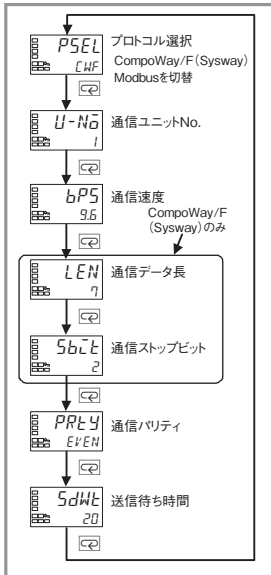 PSEL
CWF
プロトコル選択
CompoWay/F(Sysway)
Modbusを切替
U-No
1
通信ユニットNo.
bPS
9.6
通信速度
CompoWay/F
(Sysway)のみ
LEN
7
通信データ長
Sbit
2
通信ストップビット
PRtY
EVEN
通信パリティ
SdWt
20
送信待ち時間